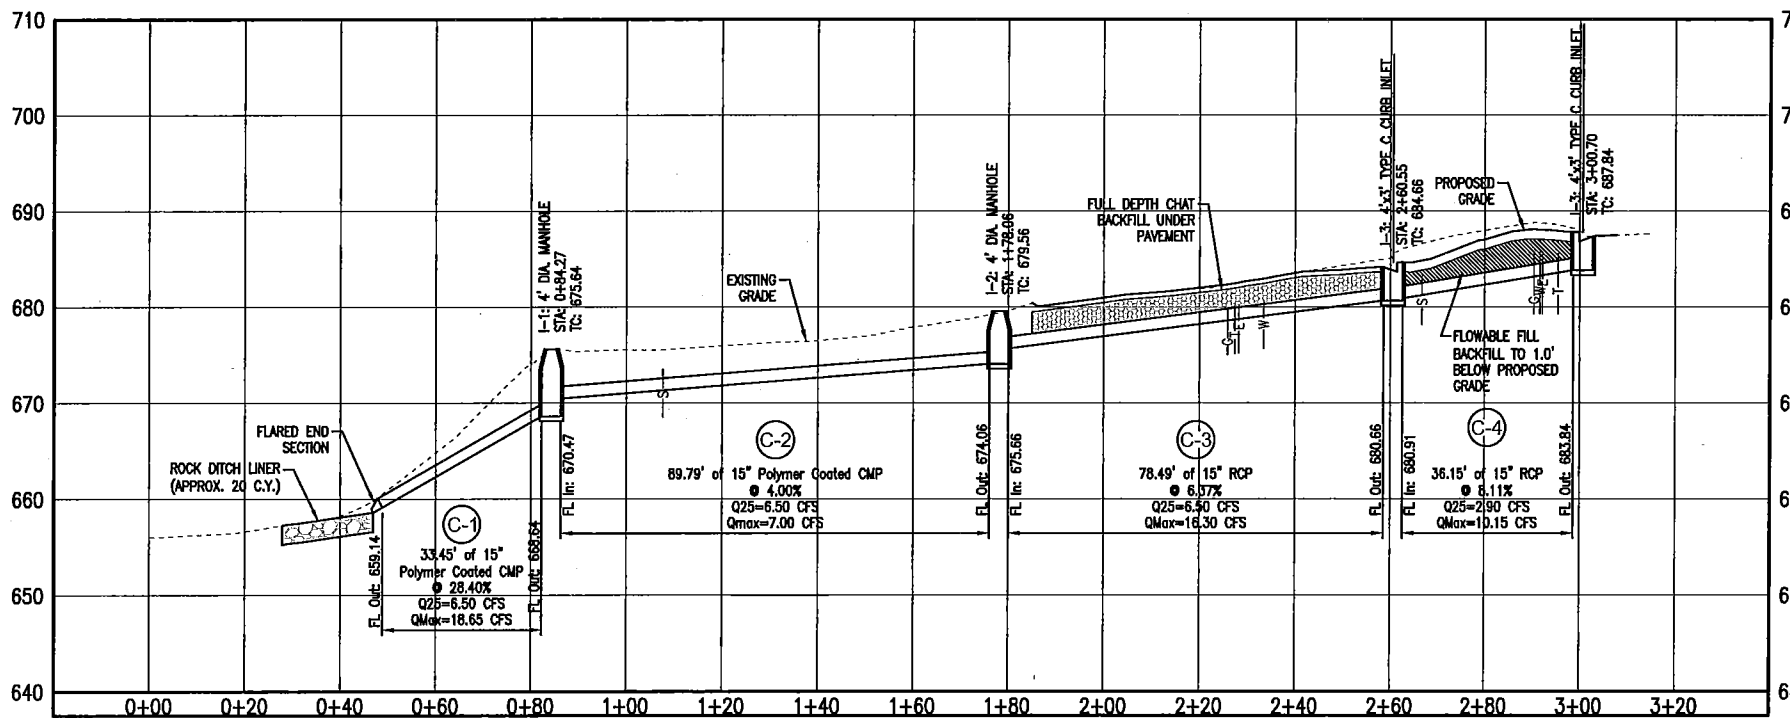 710
700
690
680
670
660
650
640
7
7
6
6
6
6
6
6
0+00
0+20
0+40
0+60
0+80
1+00
1+20
1+40
1+60
1+80
2+00
2+20
2+40
2+60
2+80
3+00
3+20
ROCK DITCH LINER
(APPROX. 20 C.Y.)
FLARED END
SECTION
FL Out: 659.14
C-1
33.45' of 15"
Polymer Coated CMP
@ 28.40%
Q25=6.50 CFS
QMax=18.65 CFS
FL Out: 668.64
I-1: 4' DIA. MANHOLE
STA: 0+84.27
TC: 675.64
FL In: 670.47
S
EXISTING
GRADE
C-2
89.79' of 15" Polymer Coated CMP
@ 4.00%
Q25=6.50 CFS
Qmax=7.00 CFS
FL Out: 674.06
I-2: 4' DIA. MANHOLE
STA: 1+78.06
TC: 679.56
FL In: 675.66
FULL DEPTH CHAT
BACKFILL UNDER
PAVEMENT
G
T
E
W
C-3
78.49' of 15" RCP
@ 6.37%
Q25=6.50 CFS
QMax=16.30 CFS
FL Out: 680.66
I-3: 4'x3' TYPE C CURB INLET
STA: 2+60.55
TC: 684.66
FL In: 680.91
S
PROPOSED
GRADE
FLOWABLE FILL
BACKFILL TO 1.0'
BELOW PROPOSED
GRADE
G
W
E
T
C-4
36.15' of 15" RCP
@ 8.11%
Q25=2.90 CFS
QMax=10.15 CFS
FL Out: 683.84
I-3: 4'x3' TYPE C CURB INLET
STA: 3+00.70
TC: 687.84